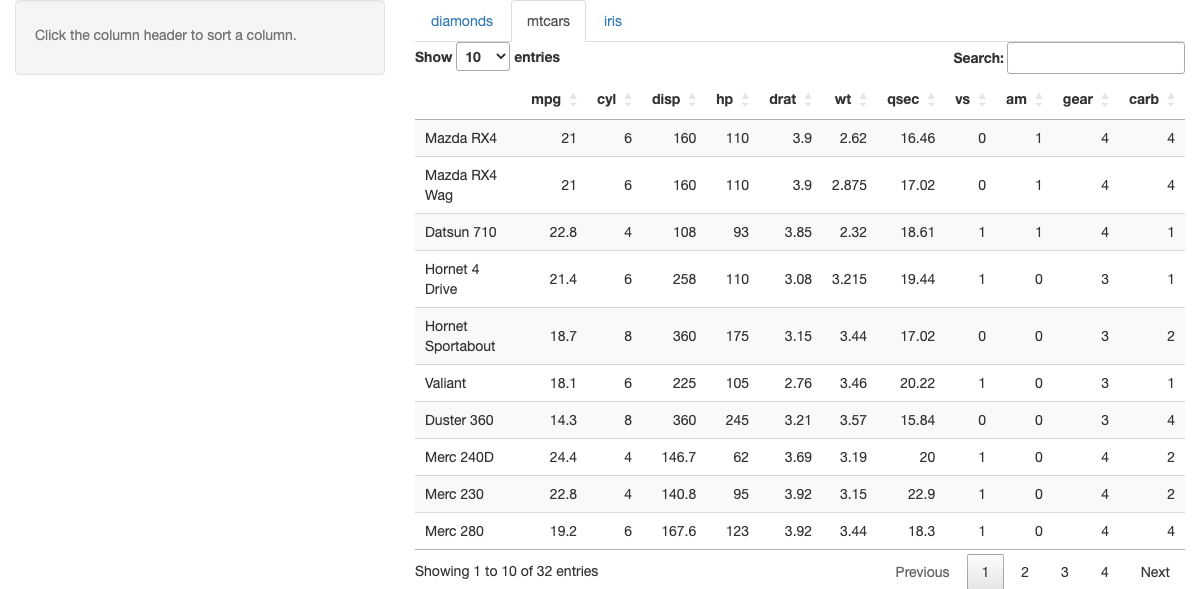 Click the column header to sort a column.
diamonds mtcars iris
Show 10 entries Search:
mpg cyl disp hp drat wt qsec vs am gear carb
Mazda RX4 21 6 160 110 3.9 2.62 16.46 0 1 4 4
Mazda RX4
Wag 21 6 160 110 3.9 2.875 17.02 0 1 4 4
Datsun 710 22.8 4 108 93 3.85 2.32 18.61 1 1 4 1
Hornet 4
Drive 21.4 6 258 110 3.08 3.215 19.44 1 0 3 1
Hornet
Sportabout 18.7 8 360 175 3.15 3.44 17.02 0 0 3 2
Valiant 18.1 6 225 105 2.76 3.46 20.22 1 0 3 1
Duster 360 14.3 8 360 245 3.21 3.57 15.84 0 0 3 4
Merc 240D 24.4 4 146.7 62 3.69 3.19 20 1 0 4 2
Merc 230 22.8 4 140.8 95 3.92 3.15 22.9 1 0 4 2
Merc 280 19.2 6 167.6 123 3.92 3.44 18.3 1 0 4 4
Showing 1 to 10 of 32 entries Previous 1 2 3 4 Next